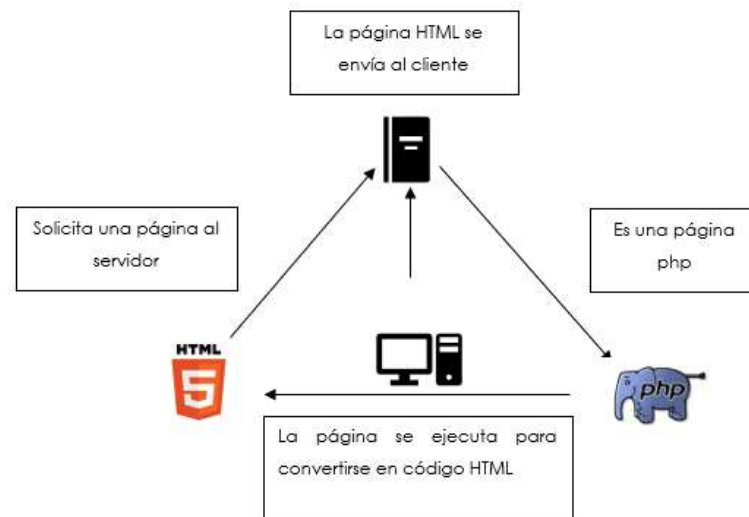 La página HTML se
envía al cliente
Solicita una página al
servidor
Es una página
php
HTML
5
php
La página se ejecuta para
convertirse en código HTML